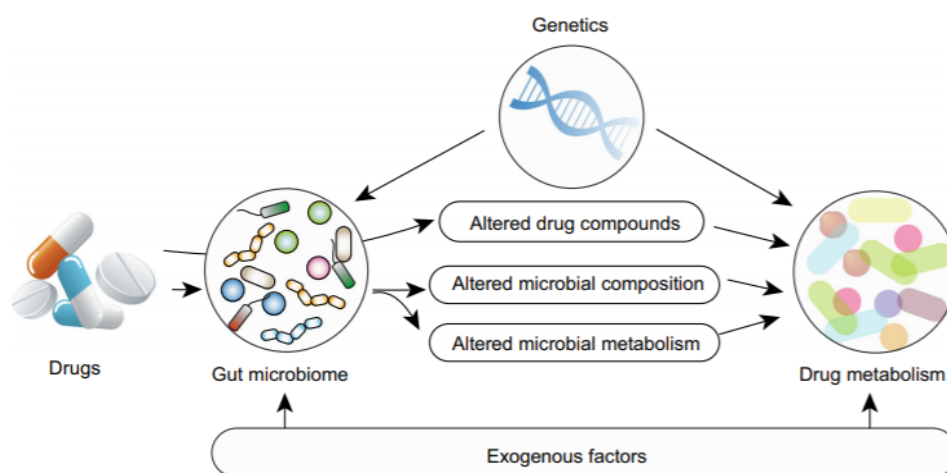 Genetics
Altered drug compounds
Altered microbial composition
Altered microbial metabolism
Drugs
Gut microbiome
Drug metabolism
Exogenous factors